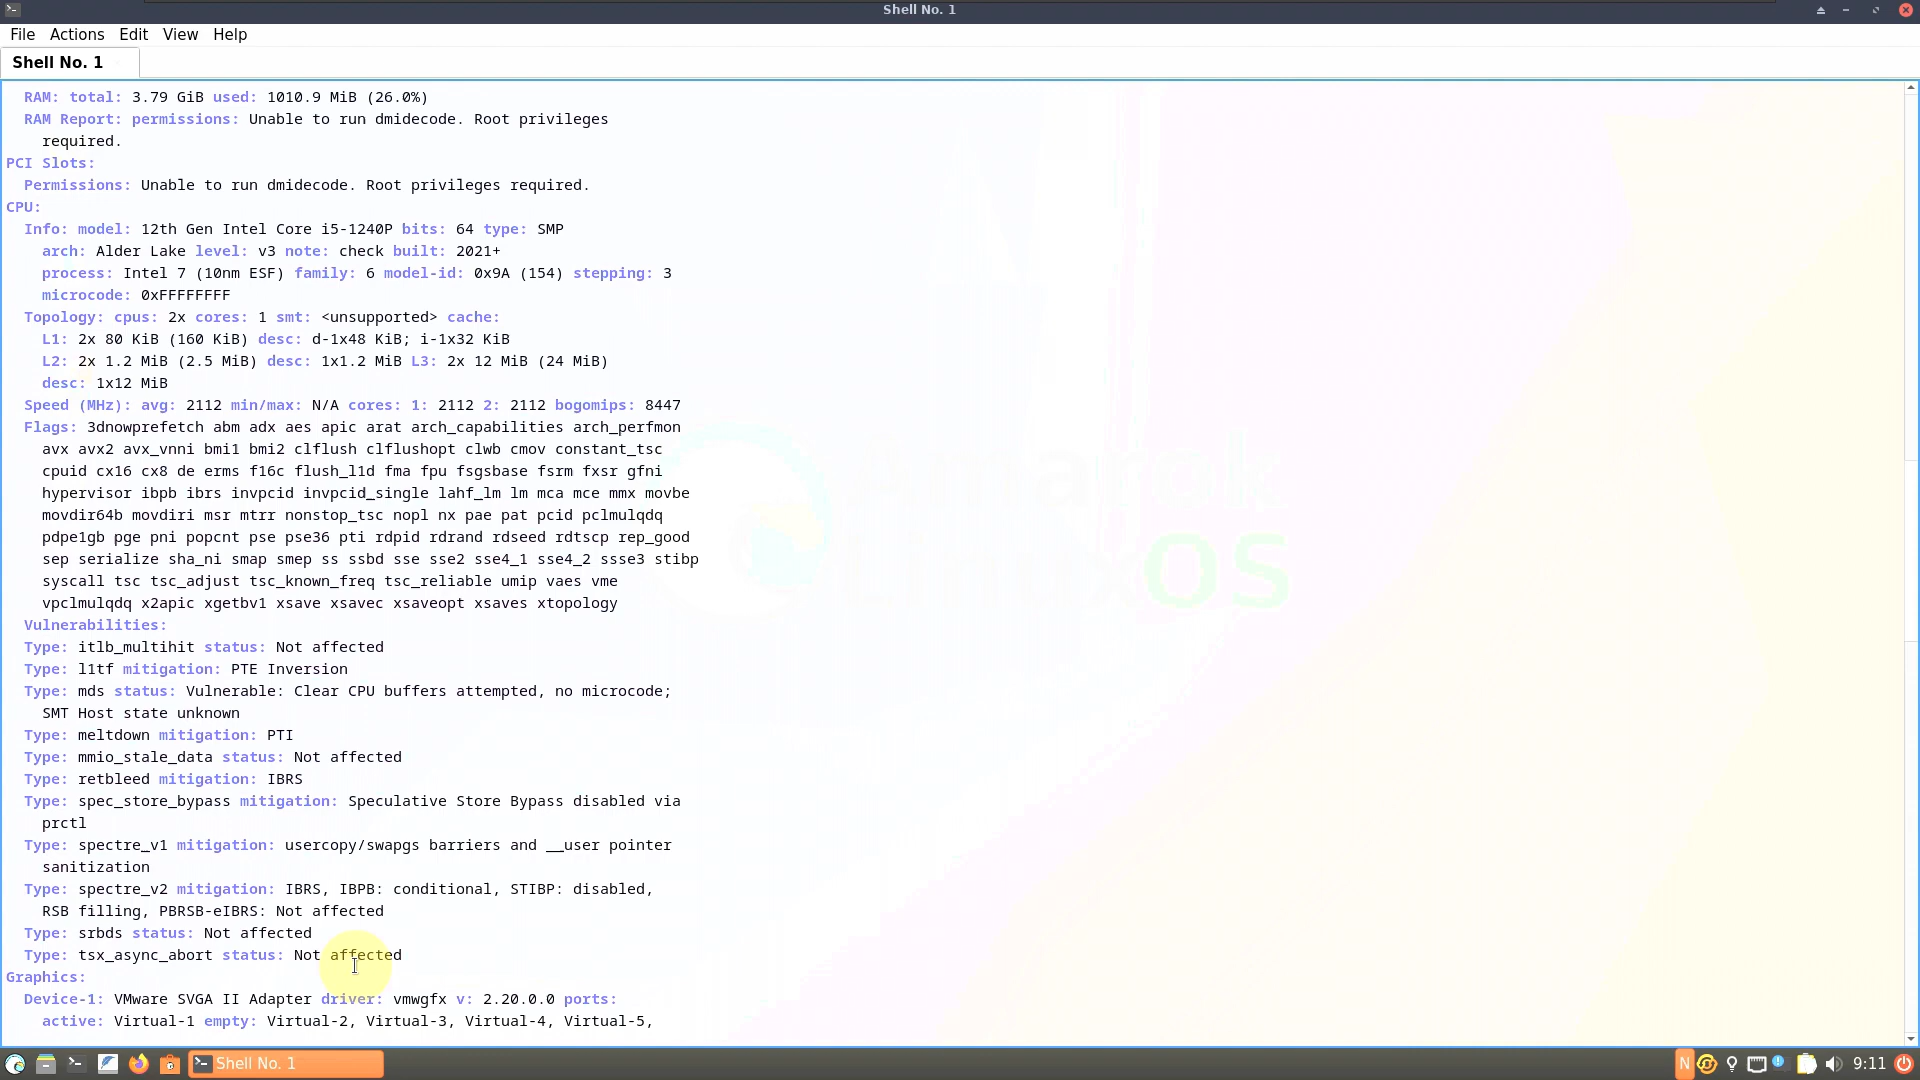 Shell No. 1
File Actions Edit View Help
Shell No. 1
RAM: total: 3.79 GiB used: 1010.9 MiB (26.0%)
RAM Report: permissions: Unable to run dmidecode. Root privileges
required.
PCI Slots:
Permissions: Unable to run dmidecode. Root privileges required.
CPU:
Info: model: 12th Gen Intel Core i5-1240P bits: 64 type: SMP
arch: Alder Lake level: v3 note: check built: 2021+
process: Intel 7 (10nm ESF) family: 6 model-id: 0x9A (154) stepping: 3
microcode: 0xFFFFFFFF
Topology: cpus: 2x cores: 1 smt: <unsupported> cache:
L1: 2x 80 KiB (160 KiB) desc: d-1x48 KiB; i-1x32 KiB
L2: 2x 1.2 MiB (2.5 MiB) desc: 1x1.2 MiB L3: 2x 12 MiB (24 MiB)
desc: 1x12 MiB
Speed (MHz): avg: 2112 min/max: N/A cores: 1: 2112 2: 2112 bogomips: 8447
Flags: 3dnowprefetch abm adx aes apic arat arch_capabilities arch_perfmon
avx avx2 avx_vnni bmi1 bmi2 clflush clflushopt clwb cmov constant_tsc
cpuid cx16 cx8 de erms f16c flush_l1d fma fpu fsgsbase fsrm fxsr gfni
hypervisor ibpb ibrs invpcid invpcid_single lahf_lm lm mca mce mmx movbe
movdir64b movdiri msr mtrr nonstop_tsc nopl nx pae pat pcid pclmulqdq
pdpe1gb pge pni popcnt pse pse36 pti rdpid rdrand rdseed rdtscp rep_good
sep serialize sha_ni smap smep ss ssbd sse sse2 sse4_1 sse4_2 ssse3 stibp
syscall tsc tsc_adjust tsc_known_freq tsc_reliable umip vaes vme
vpclmulqdq x2apic xgetbv1 xsave xsavec xsaveopt xsaves xtopology
Amarok
LinuxOS
Vulnerabilities:
Type: itlb_multihit status: Not affected
Type: l1tf mitigation: PTE Inversion
Type: mds status: Vulnerable: Clear CPU buffers attempted, no microcode;
SMT Host state unknown
Type: meltdown mitigation: PTI
Type: mmio_stale_data status: Not affected
Type: retbleed mitigation: IBRS
Type: spec_store_bypass mitigation: Speculative Store Bypass disabled via
prctl
Type: spectre_v1 mitigation: usercopy/swapgs barriers and __user pointer
sanitization
Type: spectre_v2 mitigation: IBRS, IBPB: conditional, STIBP: disabled,
RSB filling, PBRSB-eIBRS: Not affected
Type: srbds status: Not affected
Type: tsx_async_abort status: Not affected
Graphics:
Device-1: VMware SVGA II Adapter driver: vmwgfx v: 2.20.0.0 ports:
active: Virtual-1 empty: Virtual-2, Virtual-3, Virtual-4, Virtual-5,
Shell No. 1
N
9:11